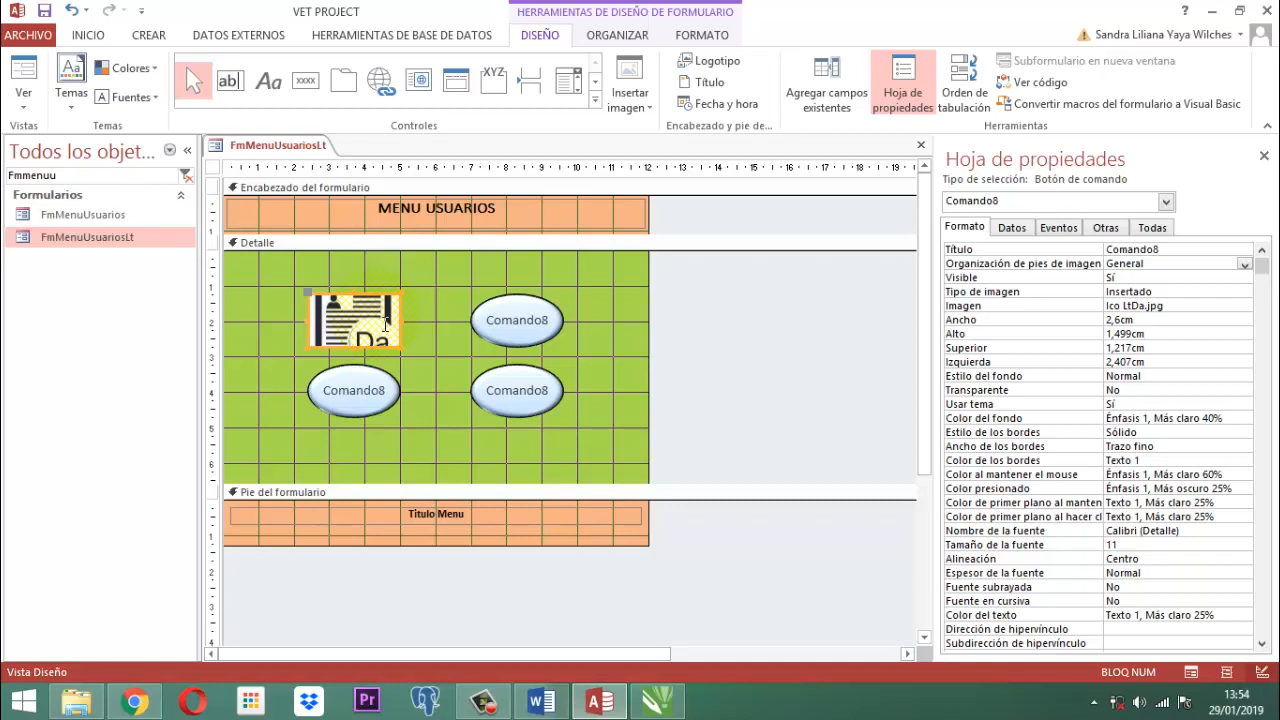 VET PROJECT
HERRAMIENTAS DE DISEÑO DE FORMULARIO
ARCHIVO
INICIO
CREAR
DATOS EXTERNOS
HERRAMIENTAS DE BASE DE DATOS
DISEÑO
ORGANIZAR
FORMATO
Sandra Liliana Yaya Wilches
Ver
Temas
Colores
Fuentes
Insertar imagen
Logotipo
Título
Fecha y hora
Agregar campos existentes
Hoja de propiedades
Orden de tabulación
Subformulario en nueva ventana
Ver código
Convertir macros del formulario a Visual Basic
Vistas
Temas
Controles
Encabezado y pie de...
Herramientas
Todos los objet...
Fmmenuu
Formularios
FmMenuUsuarios
FmMenuUsuariosLt
FmMenuUsuariosLt
Encabezado del formulario
MENU USUARIOS
Detalle
Da
Comando8
Comando8
Comando8
Pie del formulario
Titulo Menu
Hoja de propiedades
Tipo de selección: Botón de comando
Comando8
Formato
Datos
Eventos
Otras
Todas
Título Comando8
Organización de pies de imagen General
Visible Sí
Tipo de imagen Insertado
Imagen Ico LtDa.jpg
Ancho 2,6cm
Alto 1,499cm
Superior 1,217cm
Izquierda 2,407cm
Estilo del fondo Normal
Transparente No
Usar tema Sí
Color del fondo Énfasis 1, Más claro 40%
Estilo de los bordes Sólido
Ancho de los bordes Trazo fino
Color de los bordes Texto 1
Color al mantener el mouse Énfasis 1, Más claro 60%
Color presionado Énfasis 1, Más oscuro 25%
Color de primer plano al manten Texto 1, Más claro 25%
Color de primer plano al hacer cl Texto 1, Más claro 25%
Nombre de la fuente Calibri (Detalle)
Tamaño de la fuente 11
Alineación Centro
Espesor de la fuente Normal
Fuente subrayada No
Fuente en cursiva No
Color del texto Texto 1, Más claro 25%
Dirección de hipervínculo
Subdirección de hipervínculo
Vista Diseño
BLOQ NUM
13:54
29/01/2019